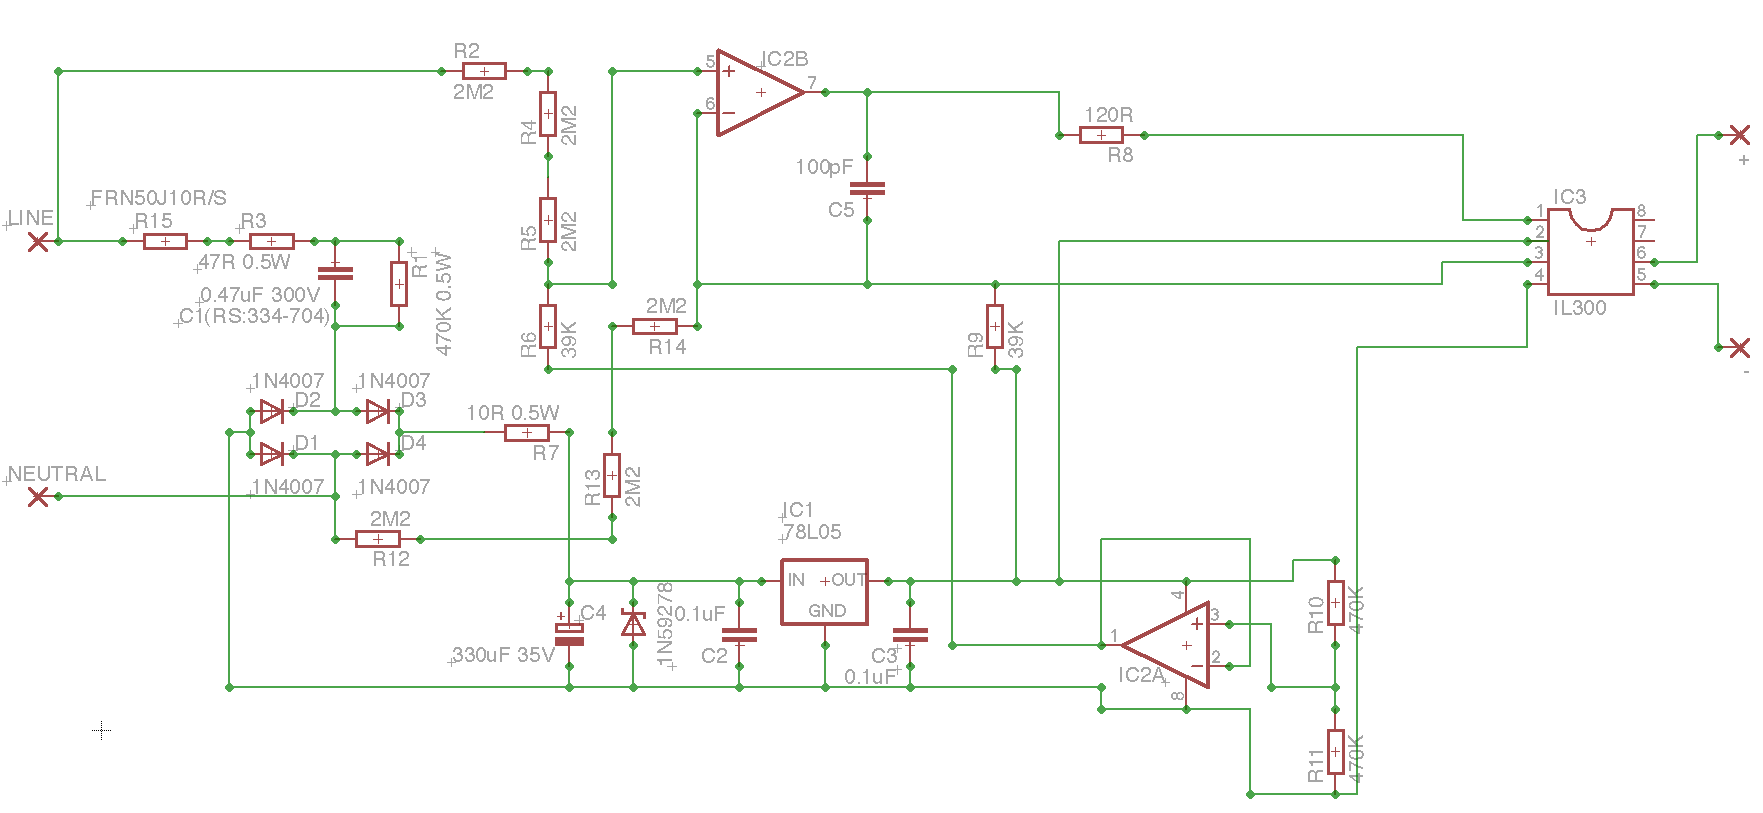 R2
2M2
R4
2M2
IC2B
5
6
7
120R
R8
100pF
C5
FRN50J10R/S
LINE
R15
R3
47R 0.5W
R1
470K 0.5W
0.47uF 300V
C1(RS:334-704)
R5
2M2
R6
39K
2M2
R14
R9
39K
IC3
1
2
3
4
8
7
6
5
IL300
+
-
1N4007
1N4007
D2
D3
D1
D4
1N4007
1N4007
NEUTRAL
10R 0.5W
R7
R13
2M2
2M2
R12
IC1
78L05
IN
OUT
GND
C4
330uF 35V
1N5927B
0.1uF
C2
C3
0.1uF
4
3
2
1
8
IC2A
R10
470K
R11
470K